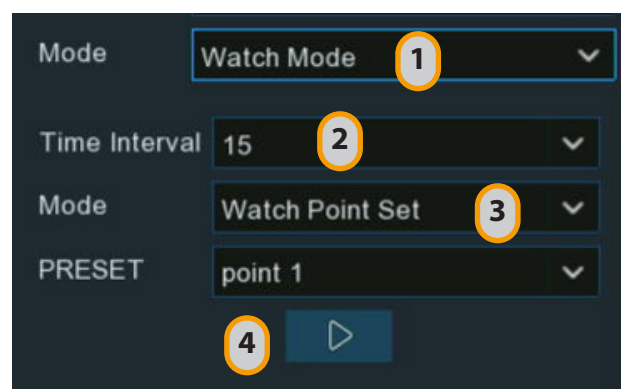 Mode Watch Mode 1
Time Interval 15 2
Mode Watch Point Set 3
PRESET point 1
4